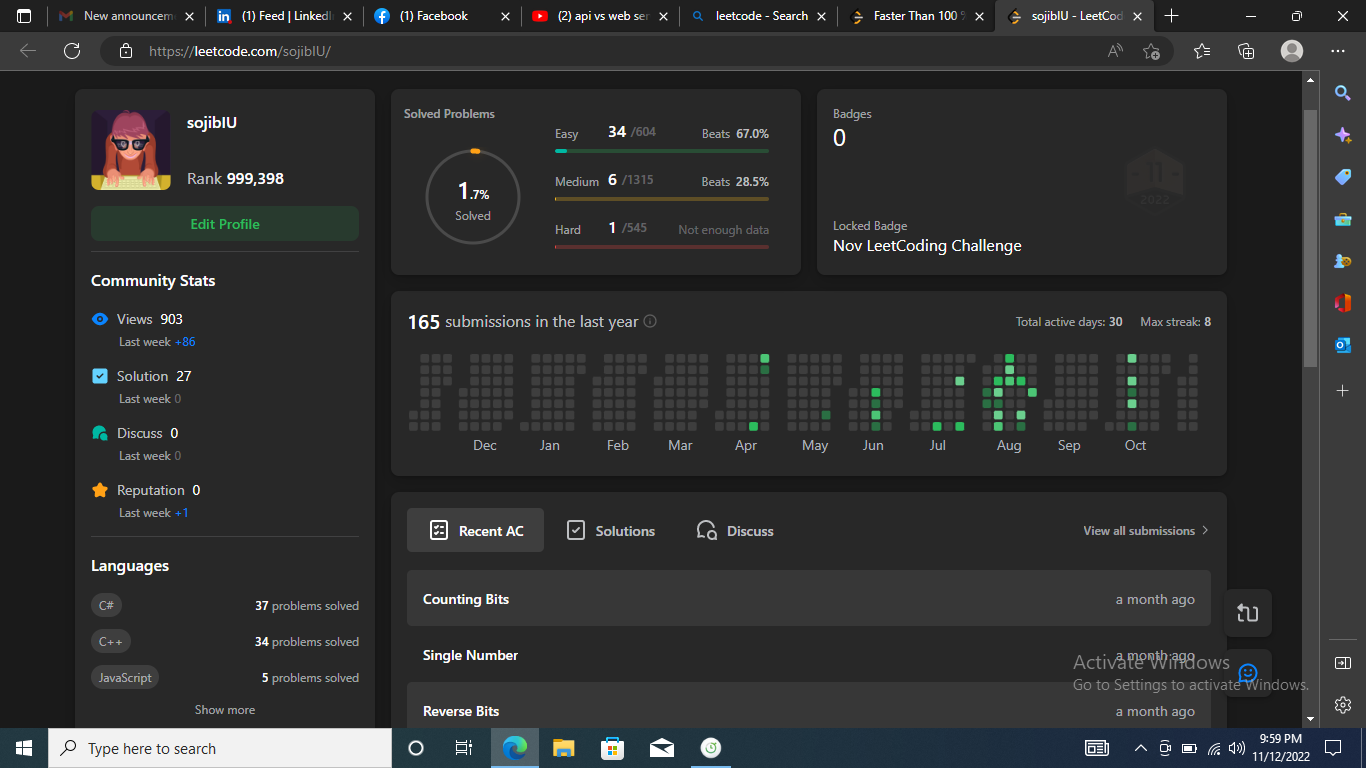 New announcem
(1) Feed | LinkedI
(1) Facebook
(2) api vs web ser
leetcode - Search
Faster Than 100 %
sojibIU - LeetCod
https://leetcode.com/sojibIU/
sojibIU
Rank 999,398
Edit Profile
Community Stats
Views 903
Last week +86
Solution 27
Last week 0
Discuss 0
Last week 0
Reputation 0
Last week +1
Languages
C# 37 problems solved
C++ 34 problems solved
JavaScript 5 problems solved
Show more
Solved Problems
1.7%
Solved
Easy 34 /604 Beats 67.0%
Medium 6 /1315 Beats 28.5%
Hard 1 /545 Not enough data
Badges
0
11
2022
Locked Badge
Nov LeetCoding Challenge
165 submissions in the last year
Total active days: 30 Max streak: 8
Dec Jan Feb Mar Apr May Jun Jul Aug Sep Oct
Recent AC Solutions Discuss View all submissions
Counting Bits a month ago
Single Number a month ago
Reverse Bits a month ago
Activate Windows
Go to Settings to activate Windows.
Type here to search
9:59 PM
11/12/2022